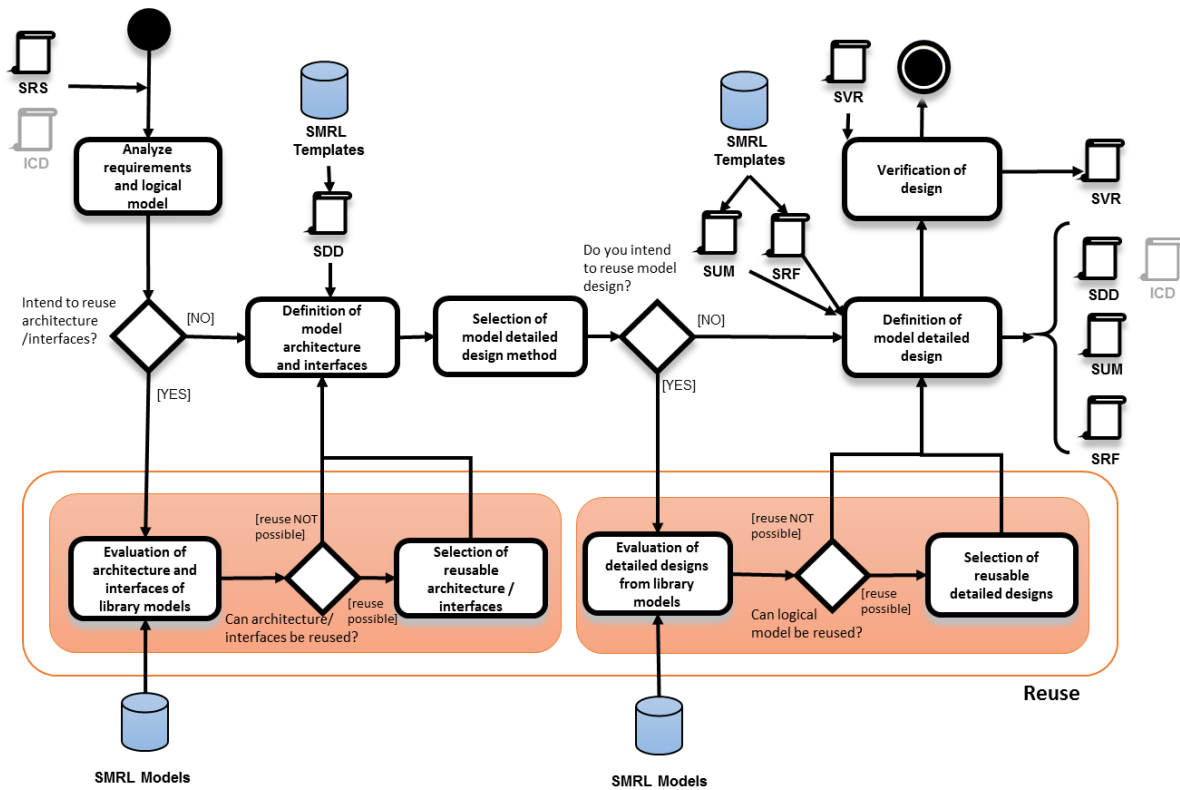 SRS
ICD
Analyze
requirements
and logical
model
SMRL
Templates
SDD
Intend to reuse
architecture
/interfaces?
[NO]
[YES]
Definition of
model
architecture
and interfaces
Selection of
model detailed
design method
Do you intend
to reuse model
design?
[NO]
[YES]
SMRL
Templates
SUM
SRF
SVR
Verification of
design
SVR
Definition of
model detailed
design
SDD
ICD
SUM
SRF
Evaluation of
architecture and
interfaces of
library models
[reuse NOT
possible]
[reuse
possible]
Can architecture/
interfaces be reused?
Selection of
reusable
architecture /
interfaces
Evaluation of
detailed designs
from library
models
[reuse NOT
possible]
[reuse possible]
Can logical
model be reused?
Selection of
reusable
detailed designs
Reuse
SMRL Models
SMRL Models